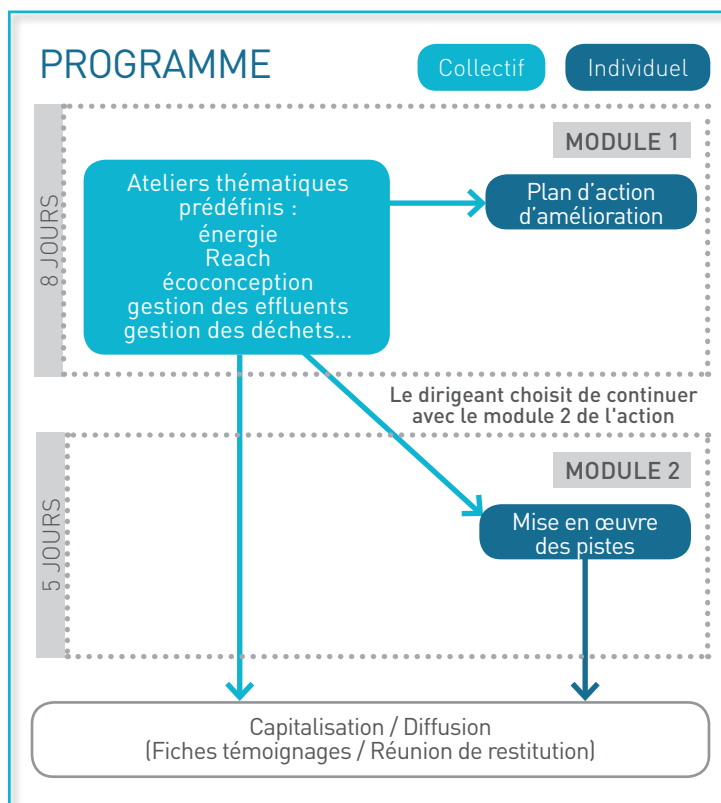 PROGRAMME
Collectif
Individuel
8 JOURS
MODULE 1
Ateliers thématiques
prédéfinis :
énergie
Reach
écoconception
gestion des effluents
gestion des déchets...
Plan d'action
d'amélioration
Le dirigeant choisit de continuer
avec le module 2 de l'action
5 JOURS
MODULE 2
Mise en œuvre
des pistes
Capitalisation / Diffusion
(Fiches témoignages / Réunion de restitution)